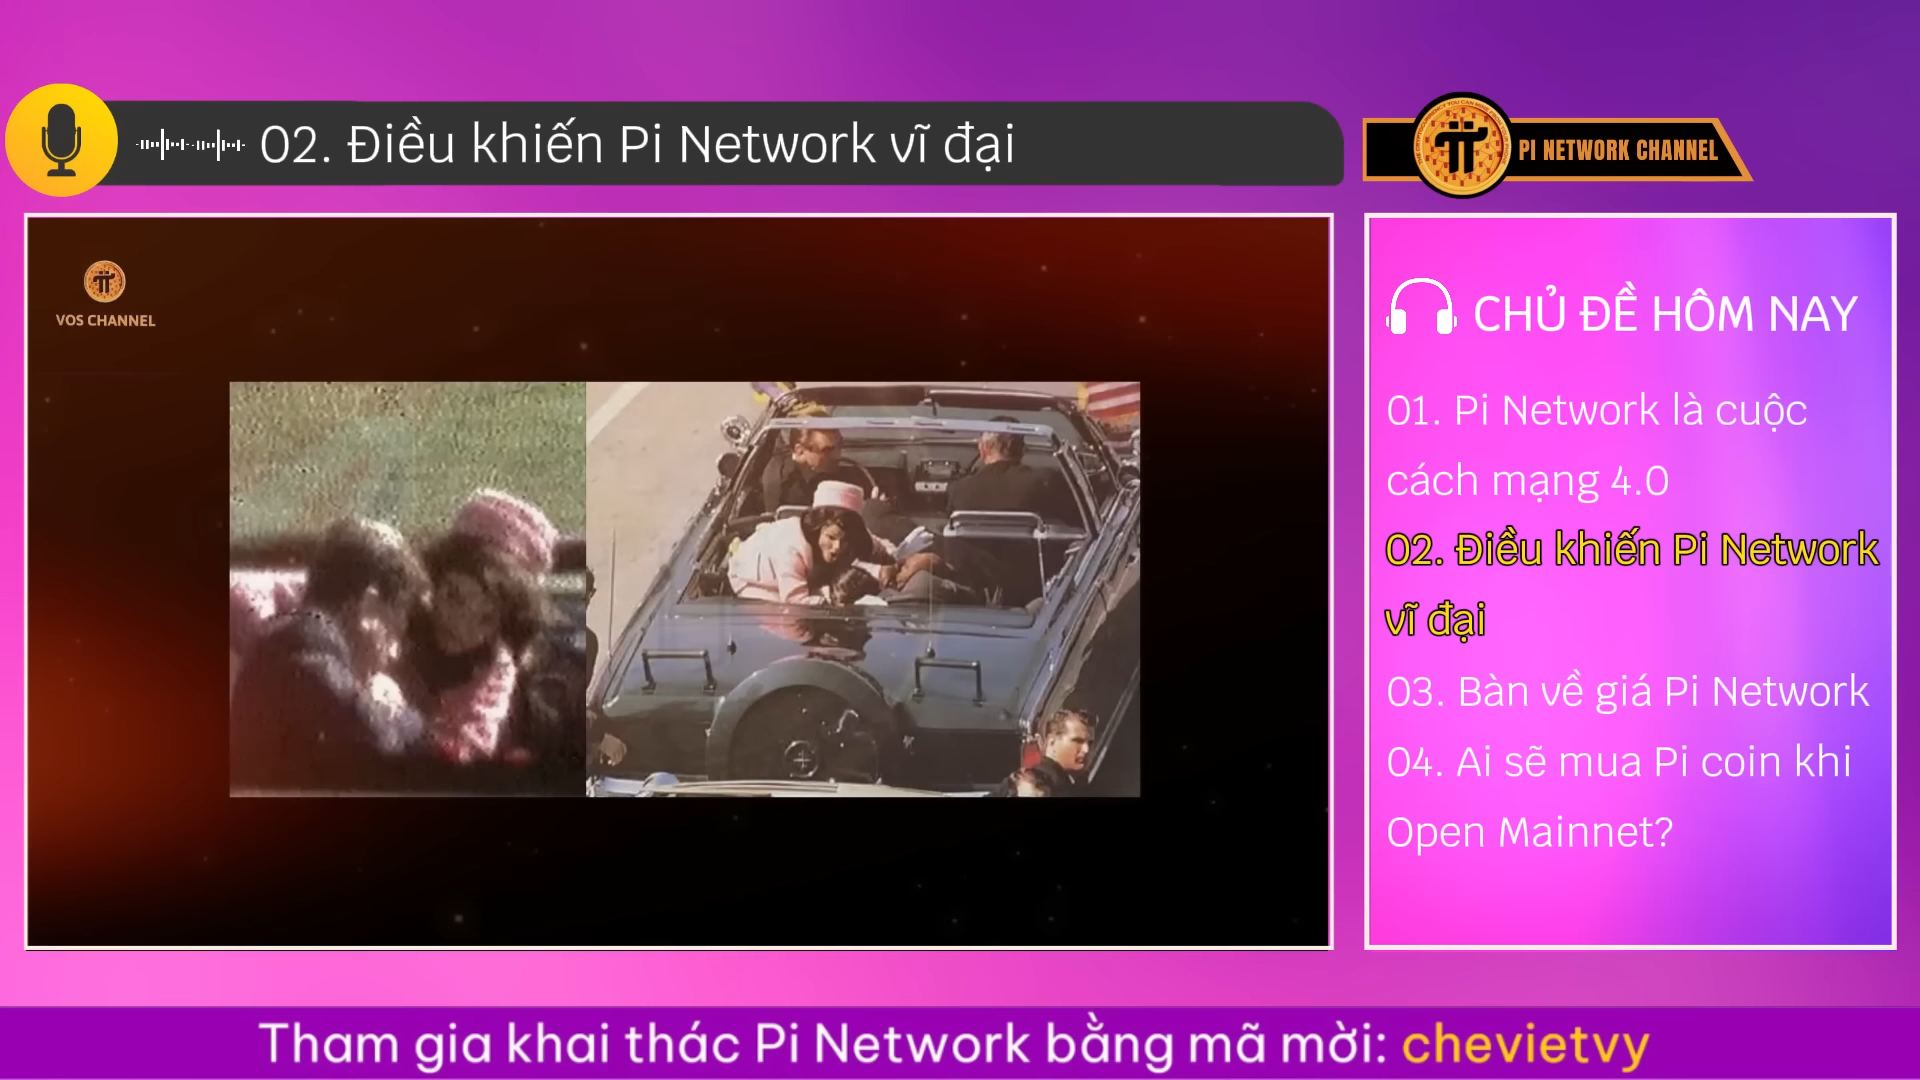 02. Điều khiến Pi Network vĩ đại
PI NETWORK CHANNEL
VOS CHANNEL
CHỦ ĐỀ HÔM NAY
01. Pi Network là cuộc
cách mạng 4.0
02. Điều khiến Pi Network
vĩ đại
03. Bàn về giá Pi Network
04. Ai sẽ mua Pi coin khi
Open Mainnet?
Tham gia khai thác Pi Network bằng mã mời: chevietvy